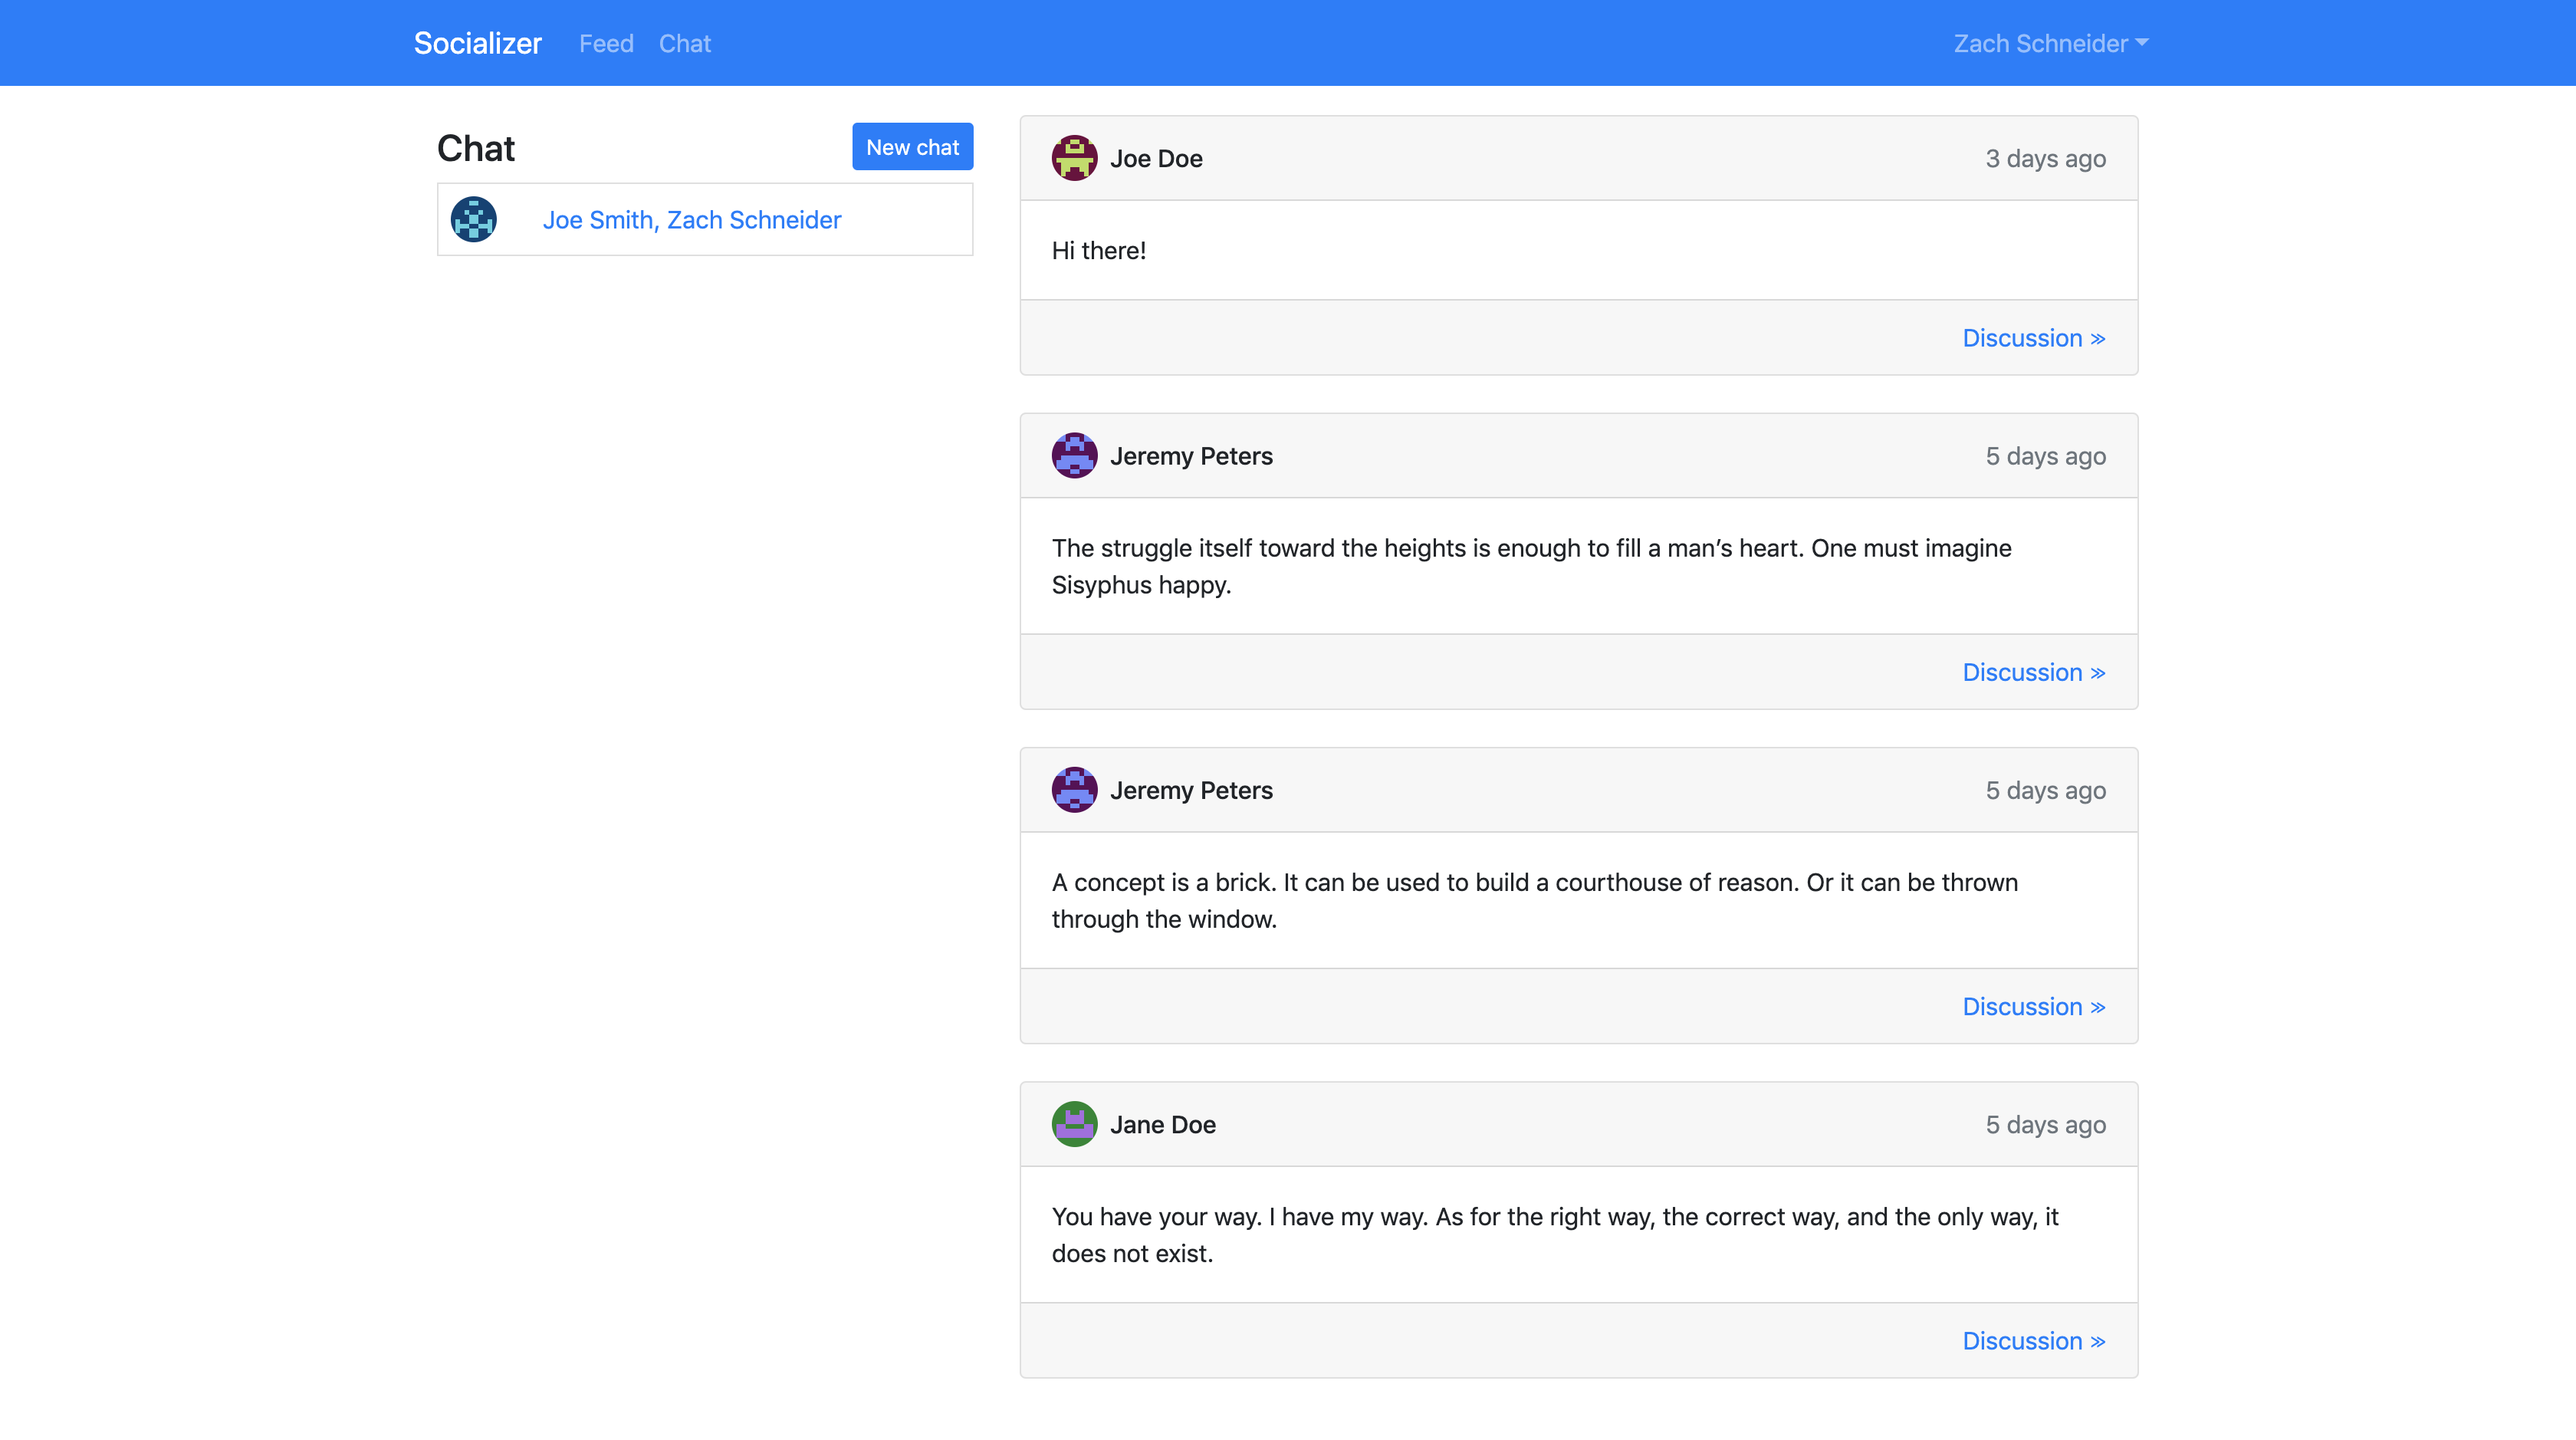 Socializer Feed Chat Zach Schneider
Chat
New chat
Joe Smith, Zach Schneider
Joe Doe 3 days ago
Hi there!
Discussion »
Jeremy Peters 5 days ago
The struggle itself toward the heights is enough to fill a man’s heart. One must imagine
Sisyphus happy.
Discussion »
Jeremy Peters 5 days ago
A concept is a brick. It can be used to build a courthouse of reason. Or it can be thrown
through the window.
Discussion »
Jane Doe 5 days ago
You have your way. I have my way. As for the right way, the correct way, and the only way, it
does not exist.
Discussion »